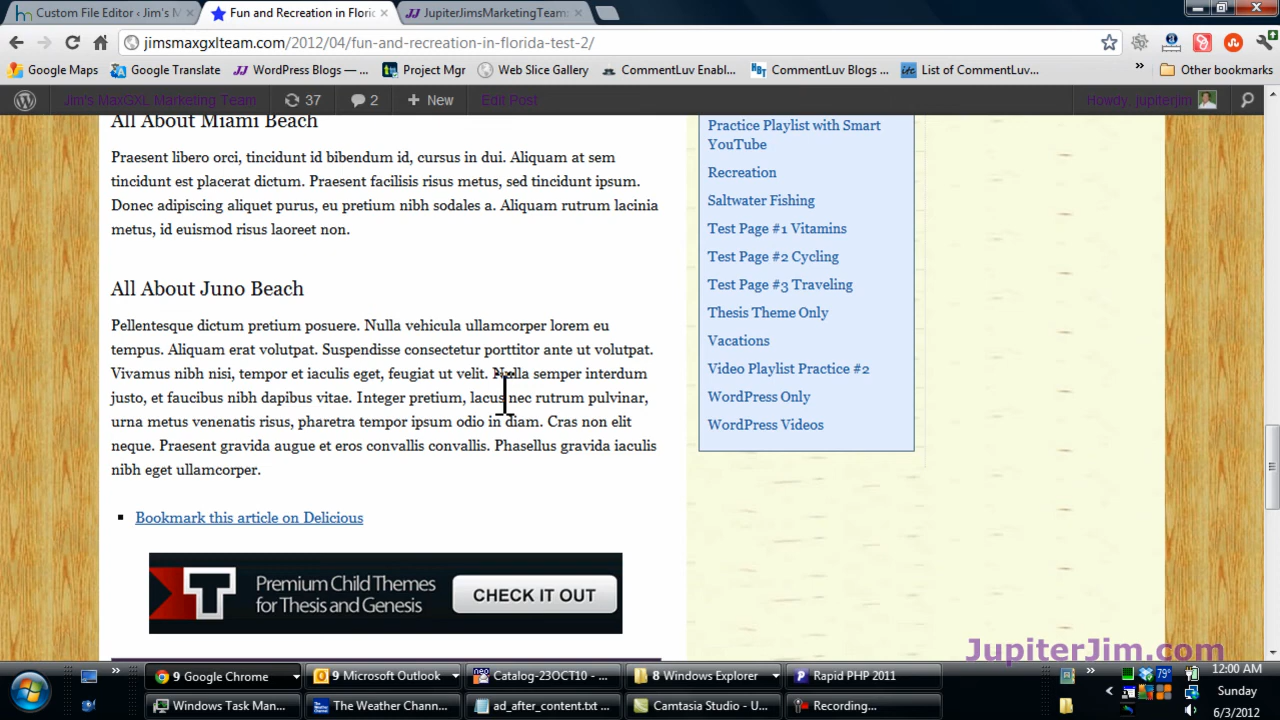 Custom File Editor ‹ Jim's M
Fun and Recreation in Floric
JupiterJimsMarketingTeam:
jimsmaxgxlteam.com/2012/04/fun-and-recreation-in-florida-test-2/
Google Maps
Google Translate
WordPress Blogs — ...
Project Mgr
Web Slice Gallery
CommentLuv Enabl...
CommentLuv Blogs ...
List of CommentLuv...
»
Other bookmarks
Jim's MaxGXL Marketing Team
37
2
+ New
Edit Post
Howdy, jupiterjim
All About Miami Beach
Praesent libero orci, tincidunt id bibendum id, cursus in dui. Aliquam at sem
tincidunt est placerat dictum. Praesent facilisis risus metus, sed tincidunt ipsum.
Donec adipiscing aliquet purus, eu pretium nibh sodales a. Aliquam rutrum lacinia
metus, id euismod risus laoreet non.
All About Juno Beach
Pellentesque dictum pretium posuere. Nulla vehicula ullamcorper lorem eu
tempus. Aliquam erat volutpat. Suspendisse consectetur porttitor ante ut volutpat.
Vivamus nibh nisi, tempor et iaculis eget, feugiat ut velit. Nulla semper interdum
justo, et faucibus nibh dapibus vitae. Integer pretium, lacus nec rutrum pulvinar,
urna metus venenatis risus, pharetra tempor ipsum odio in diam. Cras non elit
neque. Praesent gravida augue et eros convallis convallis. Phasellus gravida iaculis
nibh eget ullamcorper.
Bookmark this article on Delicious
T
Premium Child Themes
for Thesis and Genesis
CHECK IT OUT
Practice Playlist with Smart
YouTube
Recreation
Saltwater Fishing
Test Page #1 Vitamins
Test Page #2 Cycling
Test Page #3 Traveling
Thesis Theme Only
Vacations
Video Playlist Practice #2
WordPress Only
WordPress Videos
JupiterJim.com
»
9 Google Chrome
9 Microsoft Outlook
Catalog-23OCT10 - ...
8 Windows Explorer
Rapid PHP 2011
»
79°
12:00 AM
Windows Task Man...
The Weather Chann...
ad_after_content.txt ...
Camtasia Studio - U...
Recording...
Sunday
6/3/2012